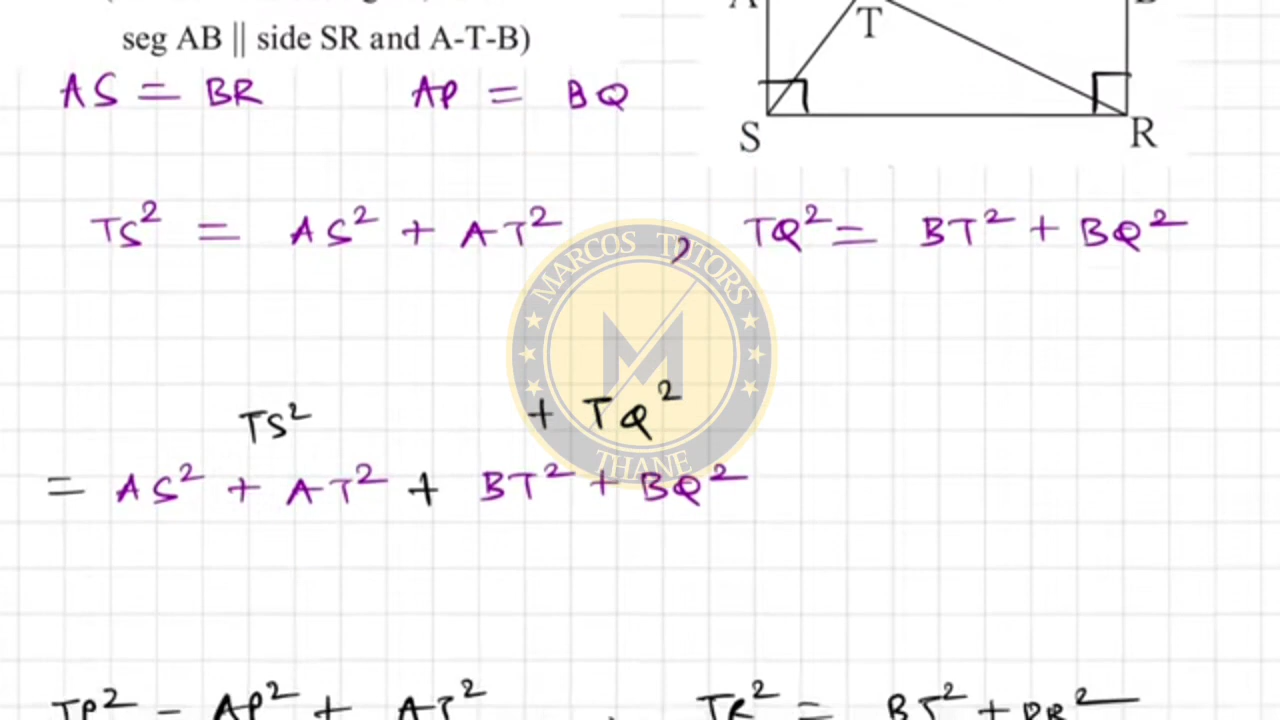 seg AB || side SR and A-T-B)
T
S
R
AS = BR AP = BQ
TS² = AS² + AT² , TQ² = BT² + BQ²
MARCOS TUTORS
M
THANE
TS² + TQ²
= AS² + AT² + BT² + BQ²
TP² = AP² + AT² , TR² = BT² + BR²